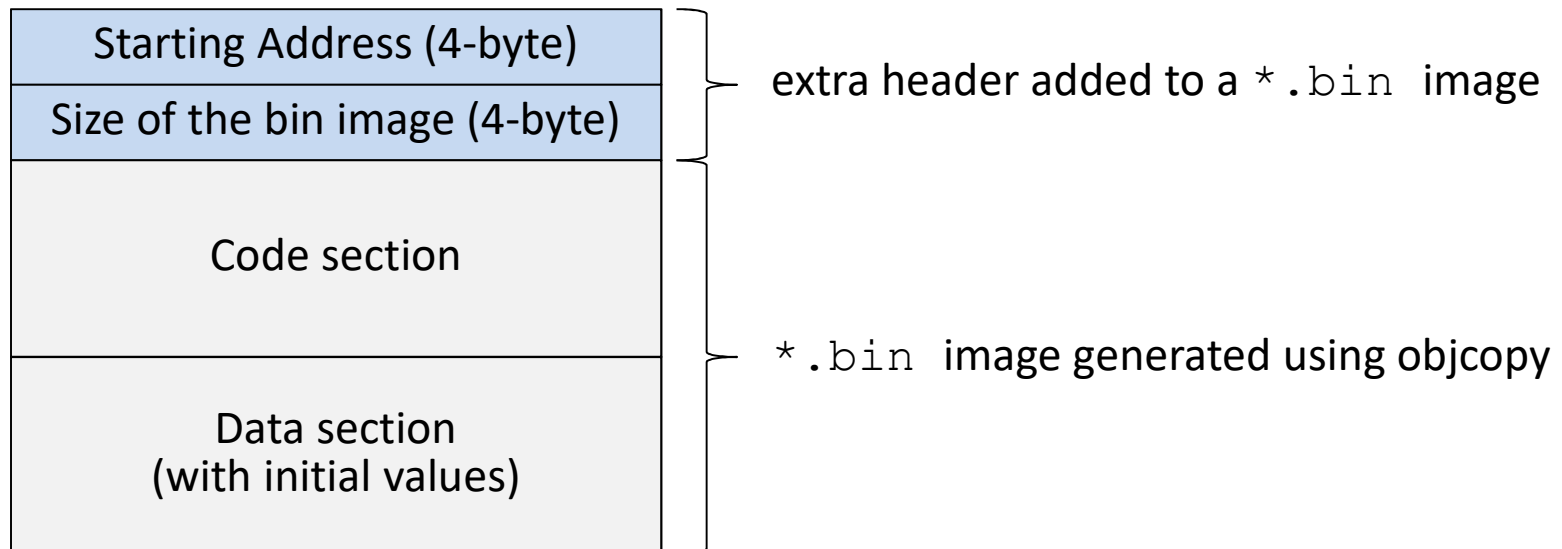 Starting Address (4-byte)
extra header added to a *.bin image
Size of the bin image (4-byte)
Code section
*.bin image generated using objcopy
Data section
(with initial values)